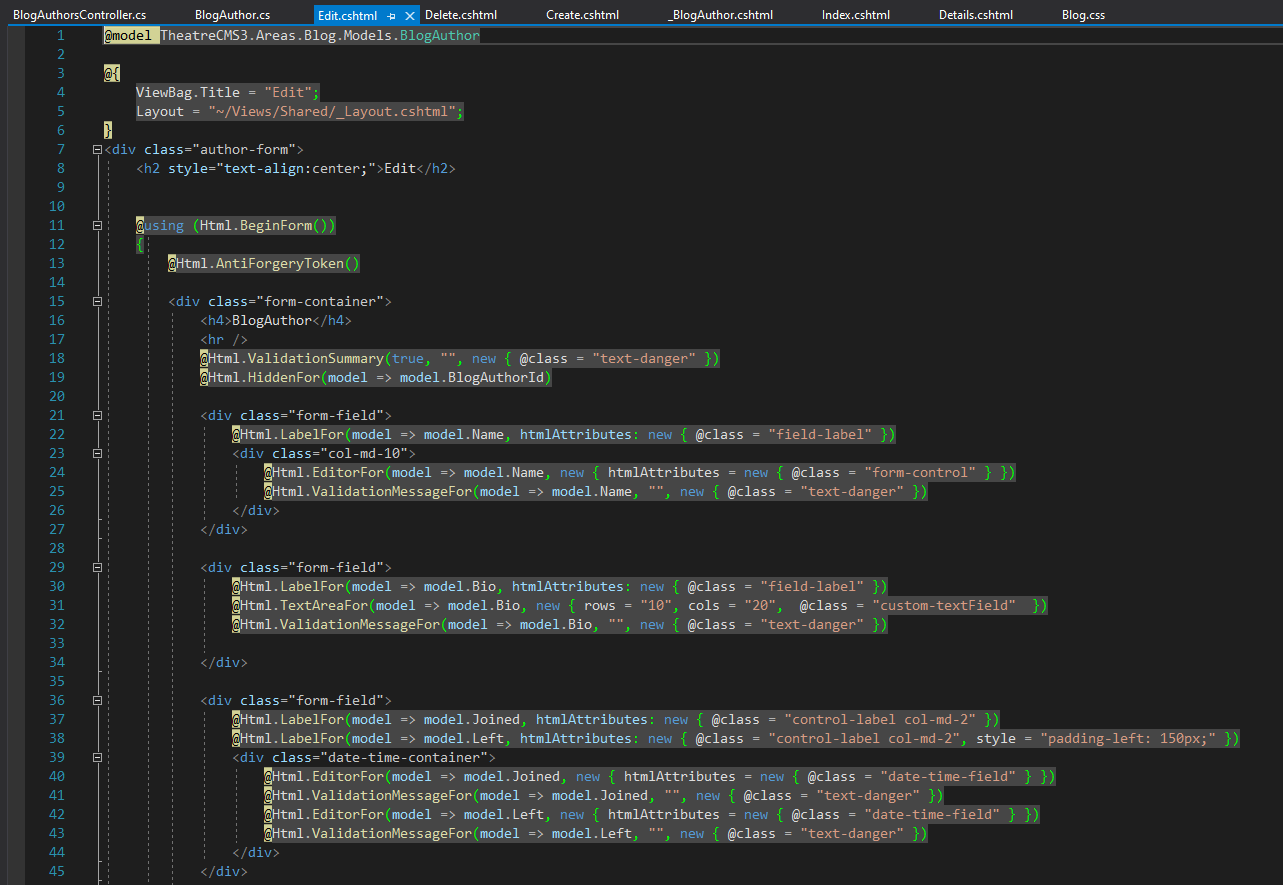 BlogAuthorsController.cs BlogAuthor.cs Edit.cshtml Delete.cshtml Create.cshtml _BlogAuthor.cshtml Index.cshtml Details.cshtml Blog.css
1 @model TheatreCMS3.Areas.Blog.Models.BlogAuthor
2
3 @{
4 ViewBag.Title = "Edit";
5 Layout = "~/Views/Shared/_Layout.cshtml";
6 }
7 <div class="author-form">
8 <h2 style="text-align:center;">Edit</h2>
9
10
11 @using (Html.BeginForm())
12 {
13 @Html.AntiForgeryToken()
14
15 <div class="form-container">
16 <h4>BlogAuthor</h4>
17 <hr />
18 @Html.ValidationSummary(true, "", new { @class = "text-danger" })
19 @Html.HiddenFor(model => model.BlogAuthorId)
20
21 <div class="form-field">
22 @Html.LabelFor(model => model.Name, htmlAttributes: new { @class = "field-label" })
23 <div class="col-md-10">
24 @Html.EditorFor(model => model.Name, new { htmlAttributes = new { @class = "form-control" } })
25 @Html.ValidationMessageFor(model => model.Name, "", new { @class = "text-danger" })
26 </div>
27 </div>
28
29 <div class="form-field">
30 @Html.LabelFor(model => model.Bio, htmlAttributes: new { @class = "field-label" })
31 @Html.TextAreaFor(model => model.Bio, new { rows = "10", cols = "20",  @class = "custom-textField"  })
32 @Html.ValidationMessageFor(model => model.Bio, "", new { @class = "text-danger" })
33
34 </div>
35
36 <div class="form-field">
37 @Html.LabelFor(model => model.Joined, htmlAttributes: new { @class = "control-label col-md-2" })
38 @Html.LabelFor(model => model.Left, htmlAttributes: new { @class = "control-label col-md-2", style = "padding-left: 150px;" })
39 <div class="date-time-container">
40 @Html.EditorFor(model => model.Joined, new { htmlAttributes = new { @class = "date-time-field" } })
41 @Html.ValidationMessageFor(model => model.Joined, "", new { @class = "text-danger" })
42 @Html.EditorFor(model => model.Left, new { htmlAttributes = new { @class = "date-time-field" } })
43 @Html.ValidationMessageFor(model => model.Left, "", new { @class = "text-danger" })
44 </div>
45 </div>